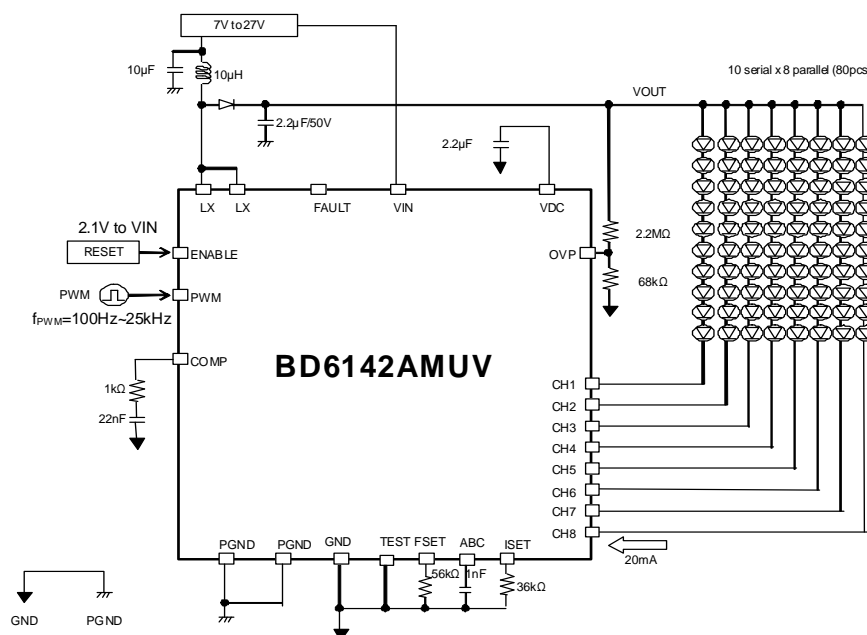 7V to 27V
10µF
10µH
10 serial x 8 parallel (80pcs
VOUT
2.2µF/50V
2.2µF
LX
LX
FAULT
VIN
VDC
2.1V to VIN
RESET
ENABLE
OVP
2.2MΩ
68kΩ
PWM
PWM
fPWM=100Hz~25kHz
COMP
BD6142AMUV
1kΩ
22nF
CH1
CH2
CH3
CH4
CH5
CH6
CH7
CH8
20mA
PGND
PGND
GND
TEST
FSET
ABC
ISET
56kΩ
1nF
36kΩ
GND
PGND